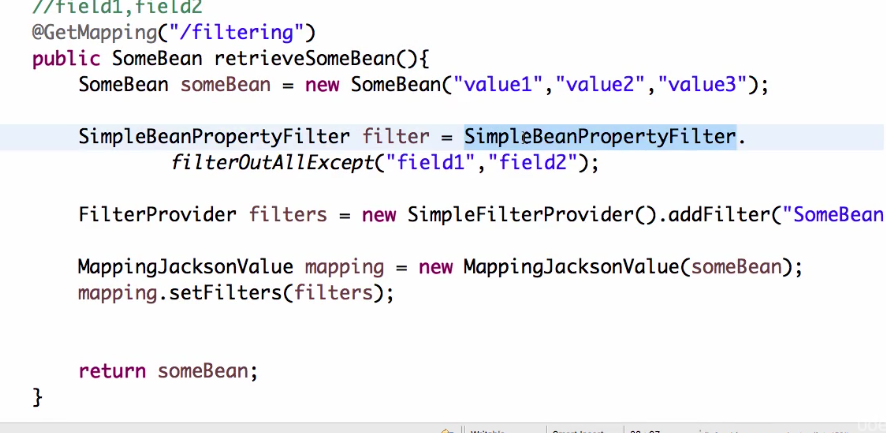 //field1,field2
@GetMapping("/filtering")
public SomeBean retrieveSomeBean(){
SomeBean someBean = new SomeBean("value1","value2","value3");
SimpleBeanPropertyFilter filter = SimpleBeanPropertyFilter.
filterOutAllExcept("field1","field2");
FilterProvider filters = new SimpleFilterProvider().addFilter("SomeBean
MappingJacksonValue mapping = new MappingJacksonValue(someBean);
mapping.setFilters(filters);
return someBean;
}